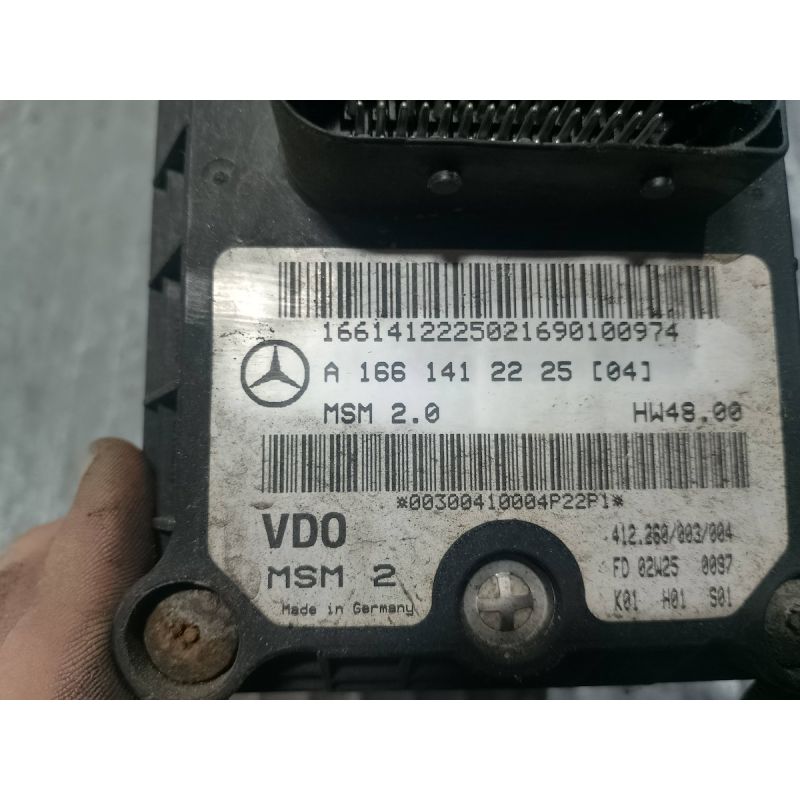 1661412225021690100974
A 166 141 22 25 [04]
MSM 2.0 HW48.00
*00300410004P22P1*
VDO 412.260/003/004
MSM 2 FD 02W25 0097
Made in Germany K01 H01 S01